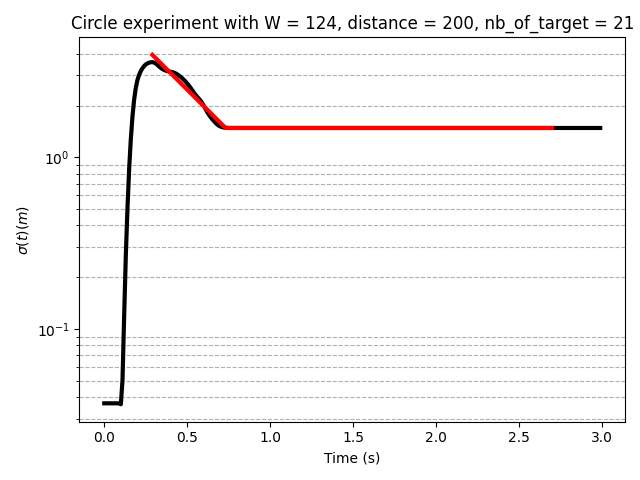 Circle experiment with W = 124, distance = 200, nb_of_target = 21
10⁰
10⁻¹
σ(t)(m)
0.0 0.5 1.0 1.5 2.0 2.5 3.0
Time (s)